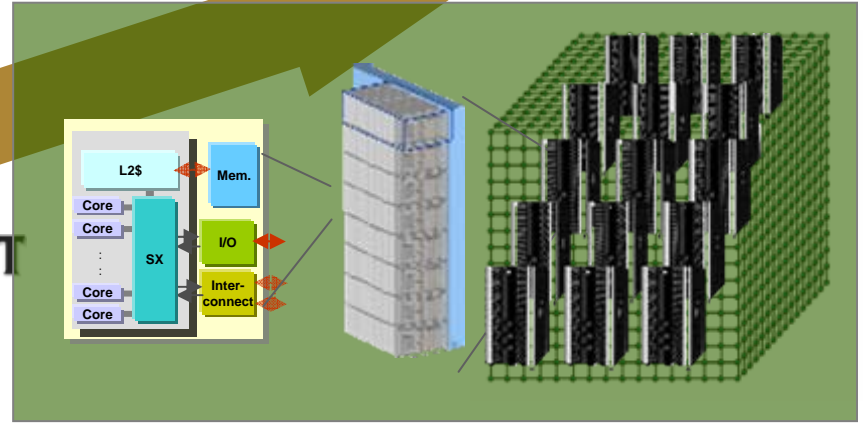 L2$
Mem.
Core
Core
:
:
SX
I/O
Core
Core
Inter-
connect
T